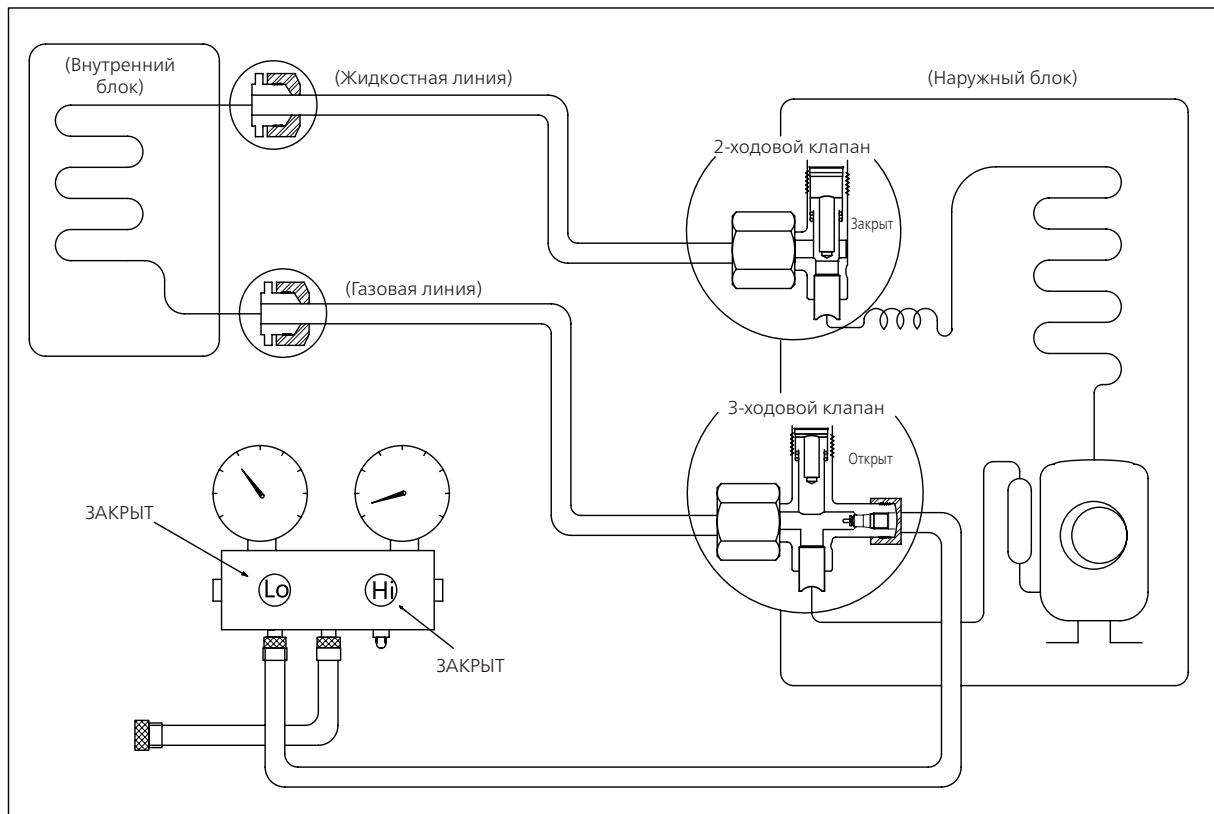 (Внутренний
блок)
(Жидкостная линия)
(Наружный блок)
2-ходовой клапан
Закрыт
(Газовая линия)
3-ходовой клапан
Открыт
ЗАКРЫТ
Lo
Hi
ЗАКРЫТ